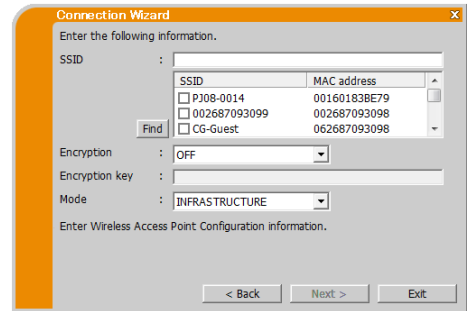 Connection Wizard x
Enter the following information.
SSID :
SSID MAC address
PJ08-0014 00160183BE79
002687093099 002687093098
Find CG-Guest 062687093098
Encryption : OFF
Encryption key :
Mode : INFRASTRUCTURE
Enter Wireless Access Point Configuration information.
< Back Next > Exit